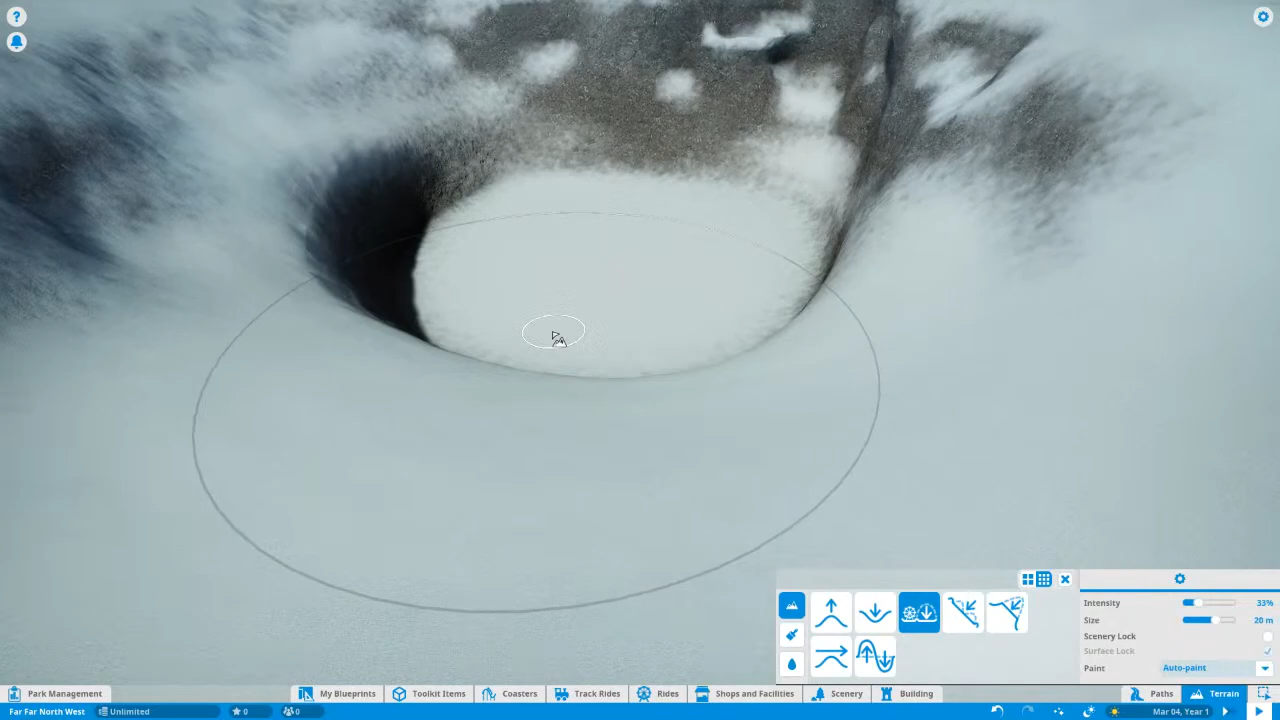 ?
Intensity 33%
Size 20 m
Scenery Lock
Surface Lock
Paint Auto-paint
Park Management My Blueprints Toolkit Items Coasters Track Rides Rides Shops and Facilities Scenery Building Paths Terrain
Far Far North West Unlimited 0 0 Mar 04, Year 1